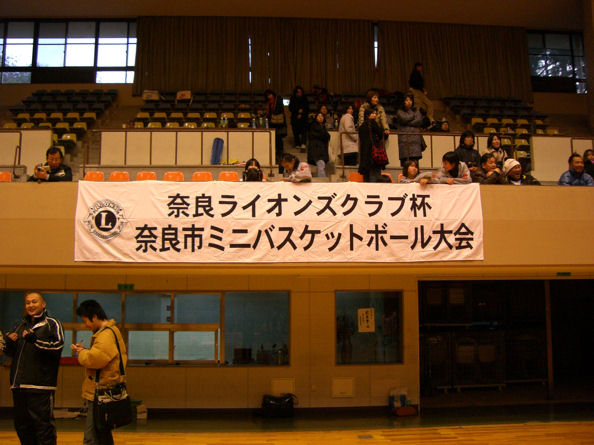 奈良ライオンズクラブ杯
奈良市ミニバスケットボール大会
L